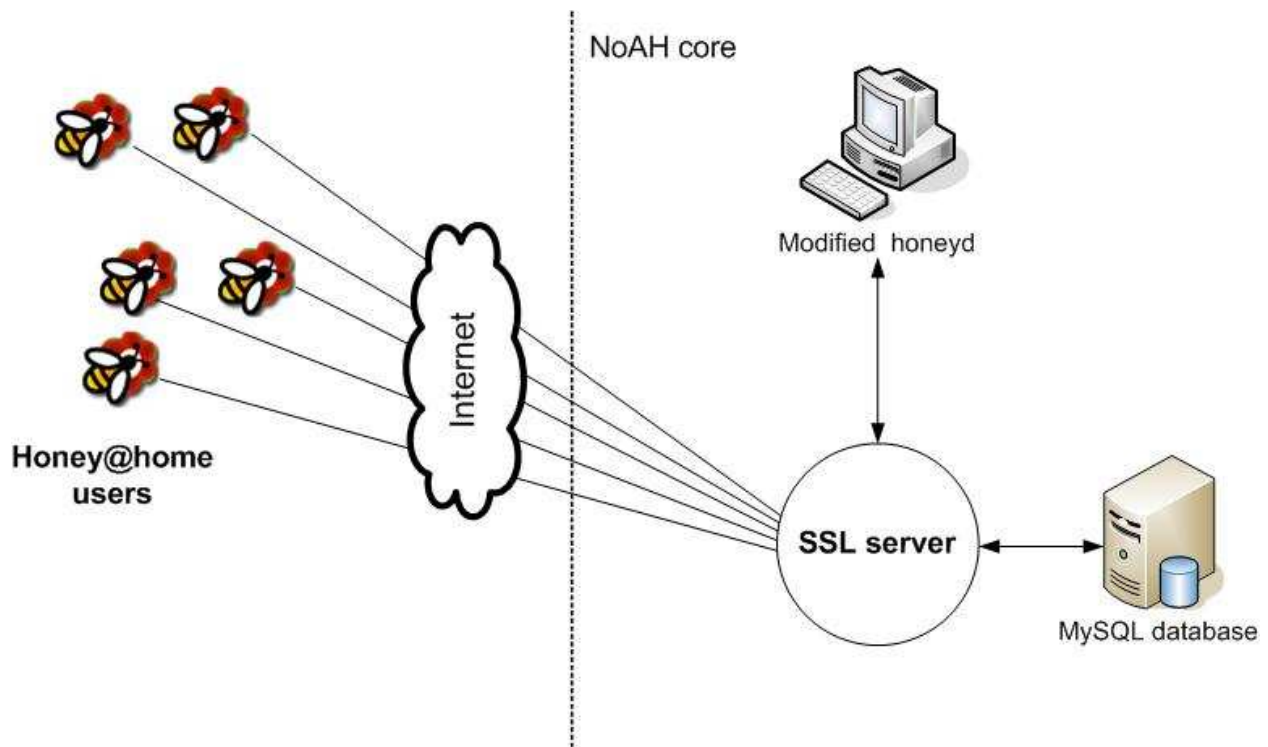 NoAH core
Modified honeyd
Internet
Honey@home
users
SSL server
MySQL database